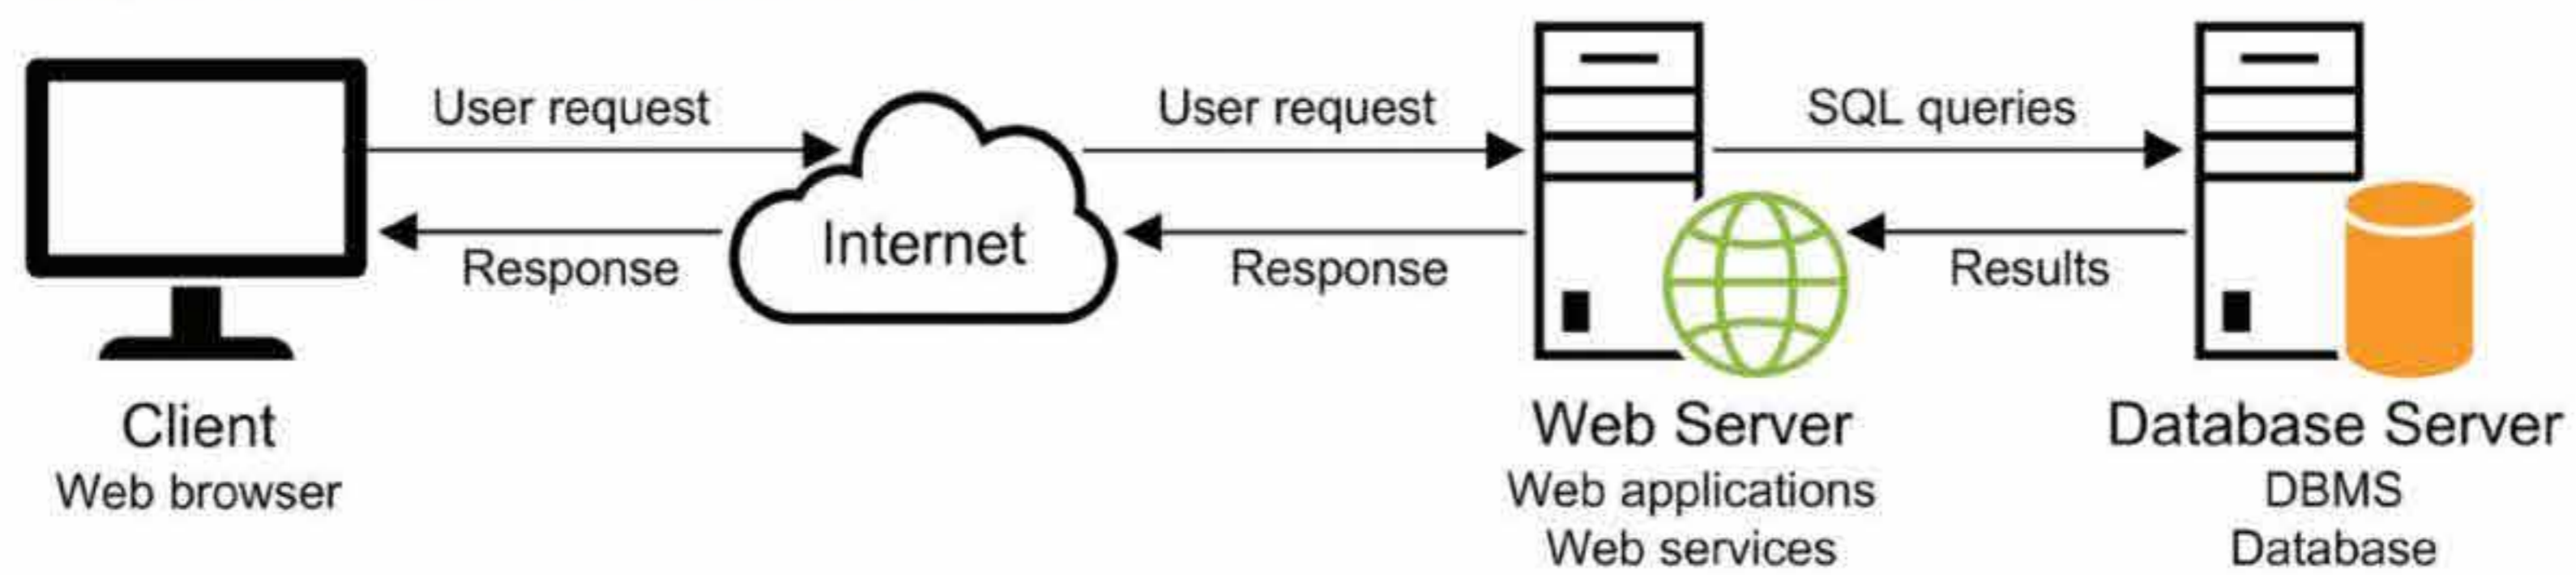 User request
User request
SQL queries
Internet
Response
Response
Results
Client
Web browser
Web Server
Web applications
Web services
Database Server
DBMS
Database